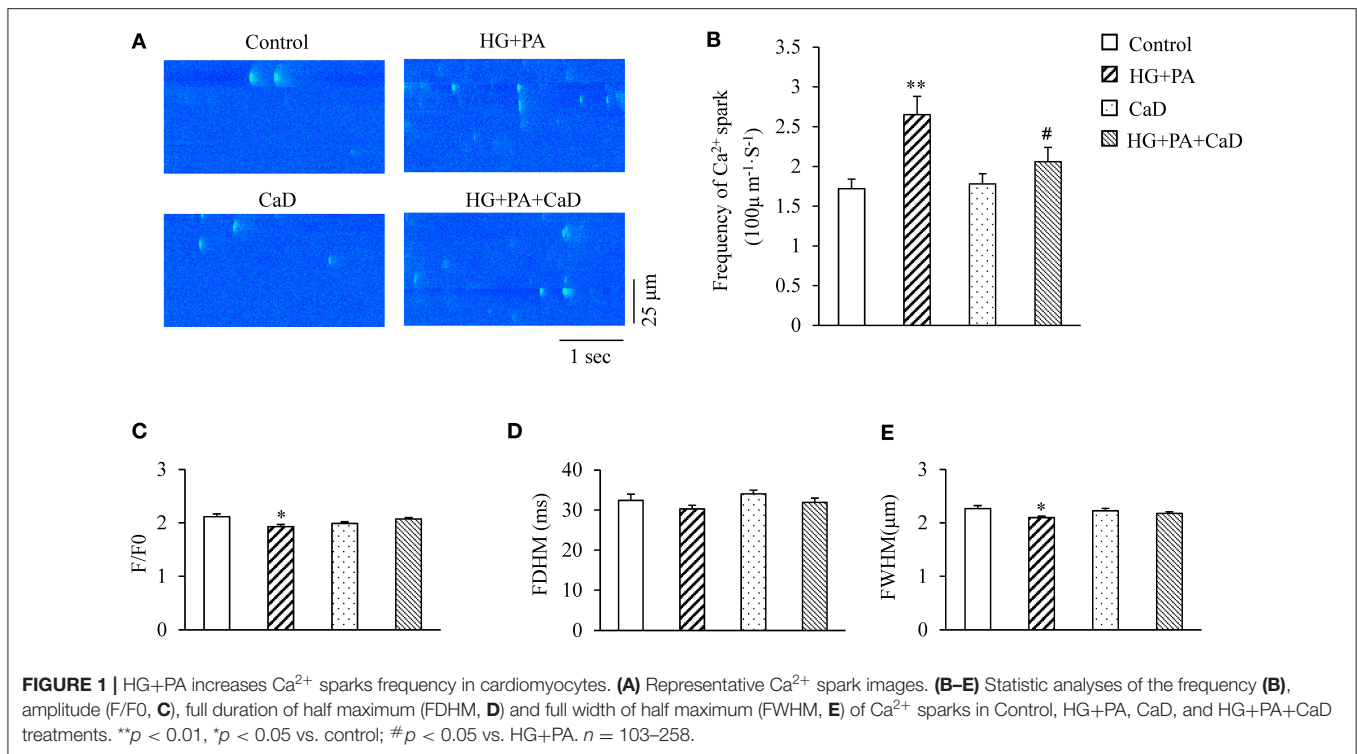 A
Control
HG+PA
CaD
HG+PA+CaD
25 μm
1 sec
B
Frequency of Ca²⁺ spark
(100μ m⁻¹·S⁻¹)
3.5
3
2.5
2
1.5
1
0.5
0
**
#
Control
HG+PA
CaD
HG+PA+CaD
C
F/F0
3
2
1
0
*
D
FDHM (ms)
40
30
20
10
0
E
FWHM(μm)
3
2
1
0
*
FIGURE 1 | HG+PA increases Ca²⁺ sparks frequency in cardiomyocytes. (A) Representative Ca²⁺ spark images. (B–E) Statistic analyses of the frequency (B),
amplitude (F/F0, C), full duration of half maximum (FDHM, D) and full width of half maximum (FWHM, E) of Ca²⁺ sparks in Control, HG+PA, CaD, and HG+PA+CaD
treatments. **p < 0.01, *p < 0.05 vs. control; #p < 0.05 vs. HG+PA. n = 103–258.